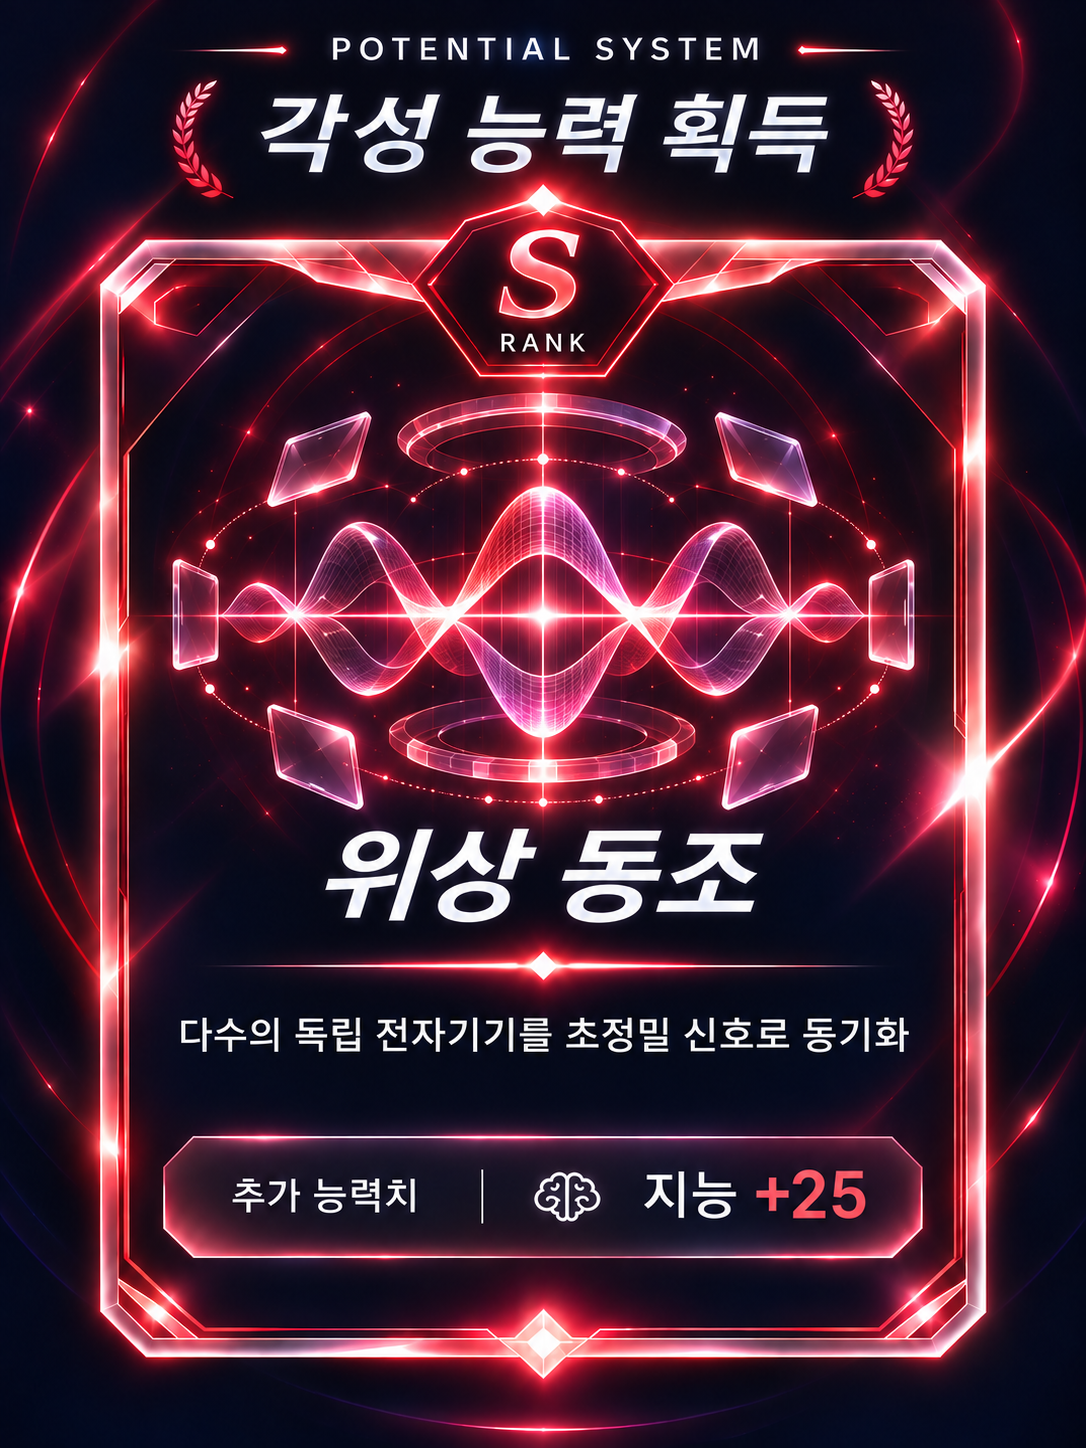 POTENTIAL SYSTEM
각성 능력 획득
S
RANK
위상 동조
다수의 독립 전자기기를 초정밀 신호로 동기화
추가 능력치 지능 +25